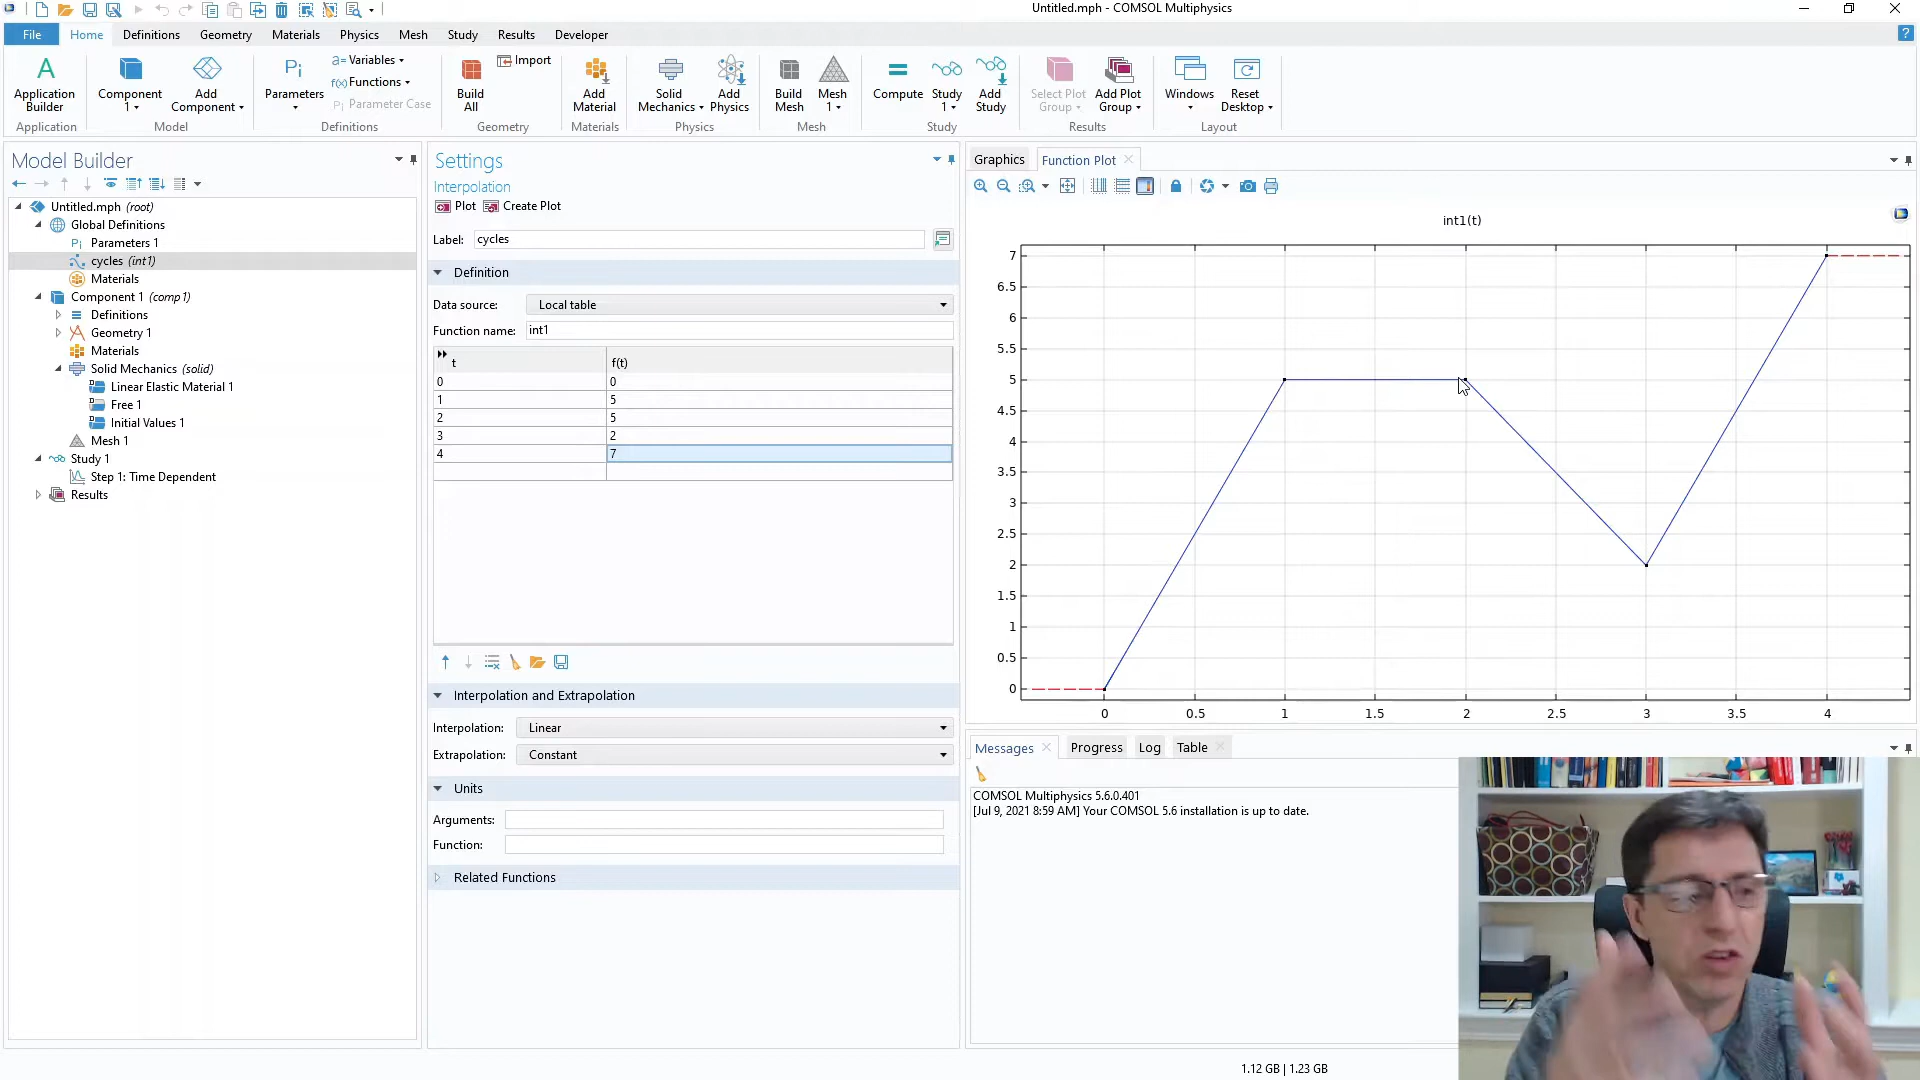 Untitled.mph - COMSOL Multiphysics
File Home Definitions Geometry Materials Physics Mesh Study Results Developer
Application Builder
Component 1
Add Component
Parameters
a= Variables
f(x) Functions
Pi Parameter Case
Build All
Import
Add Material
Solid Mechanics
Add Physics
Build Mesh
Mesh 1
Compute
Study 1
Add Study
Select Plot Group
Add Plot Group
Windows
Reset Desktop
Application Model Definitions Geometry Materials Physics Mesh Study Results Layout
Model Builder
Untitled.mph (root)
Global Definitions
Pi Parameters 1
cycles (int1)
Materials
Component 1 (comp1)
Definitions
Geometry 1
Materials
Solid Mechanics (solid)
Linear Elastic Material 1
Free 1
Initial Values 1
Mesh 1
Study 1
Step 1: Time Dependent
Results
Settings
Interpolation
Plot Create Plot
Label: cycles
Definition
Data source: Local table
Function name: int1
t f(t)
0 0
1 5
2 5
3 2
4 7
Interpolation and Extrapolation
Interpolation: Linear
Extrapolation: Constant
Units
Arguments:
Function:
Related Functions
Graphics Function Plot
int1(t)
7
6.5
6
5.5
5
4.5
4
3.5
3
2.5
2
1.5
1
0.5
0
0 0.5 1 1.5 2 2.5 3 3.5 4
Messages Progress Log Table
COMSOL Multiphysics 5.6.0.401
[Jul 9, 2021 8:59 AM] Your COMSOL 5.6 installation is up to date.
1.12 GB | 1.23 GB